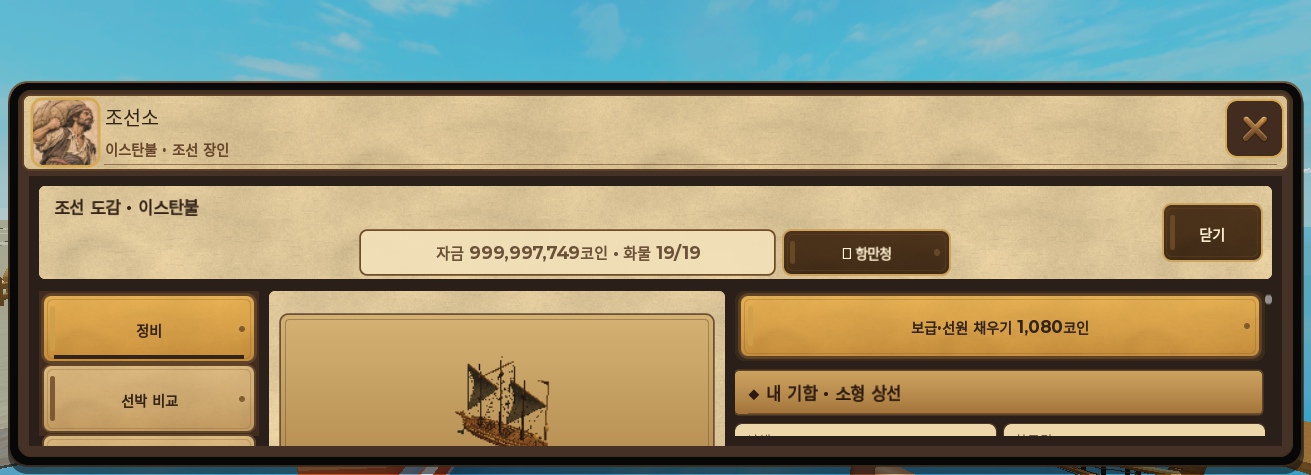 조선소
이스탄불 • 조선 장인
조선 도감 • 이스탄불
자금 999,997,749코인 • 화물 19/19
항만청
닫기
정비
선박 비교
보급•선원 채우기 1,080코인
◆ 내 기함 • 소형 상선